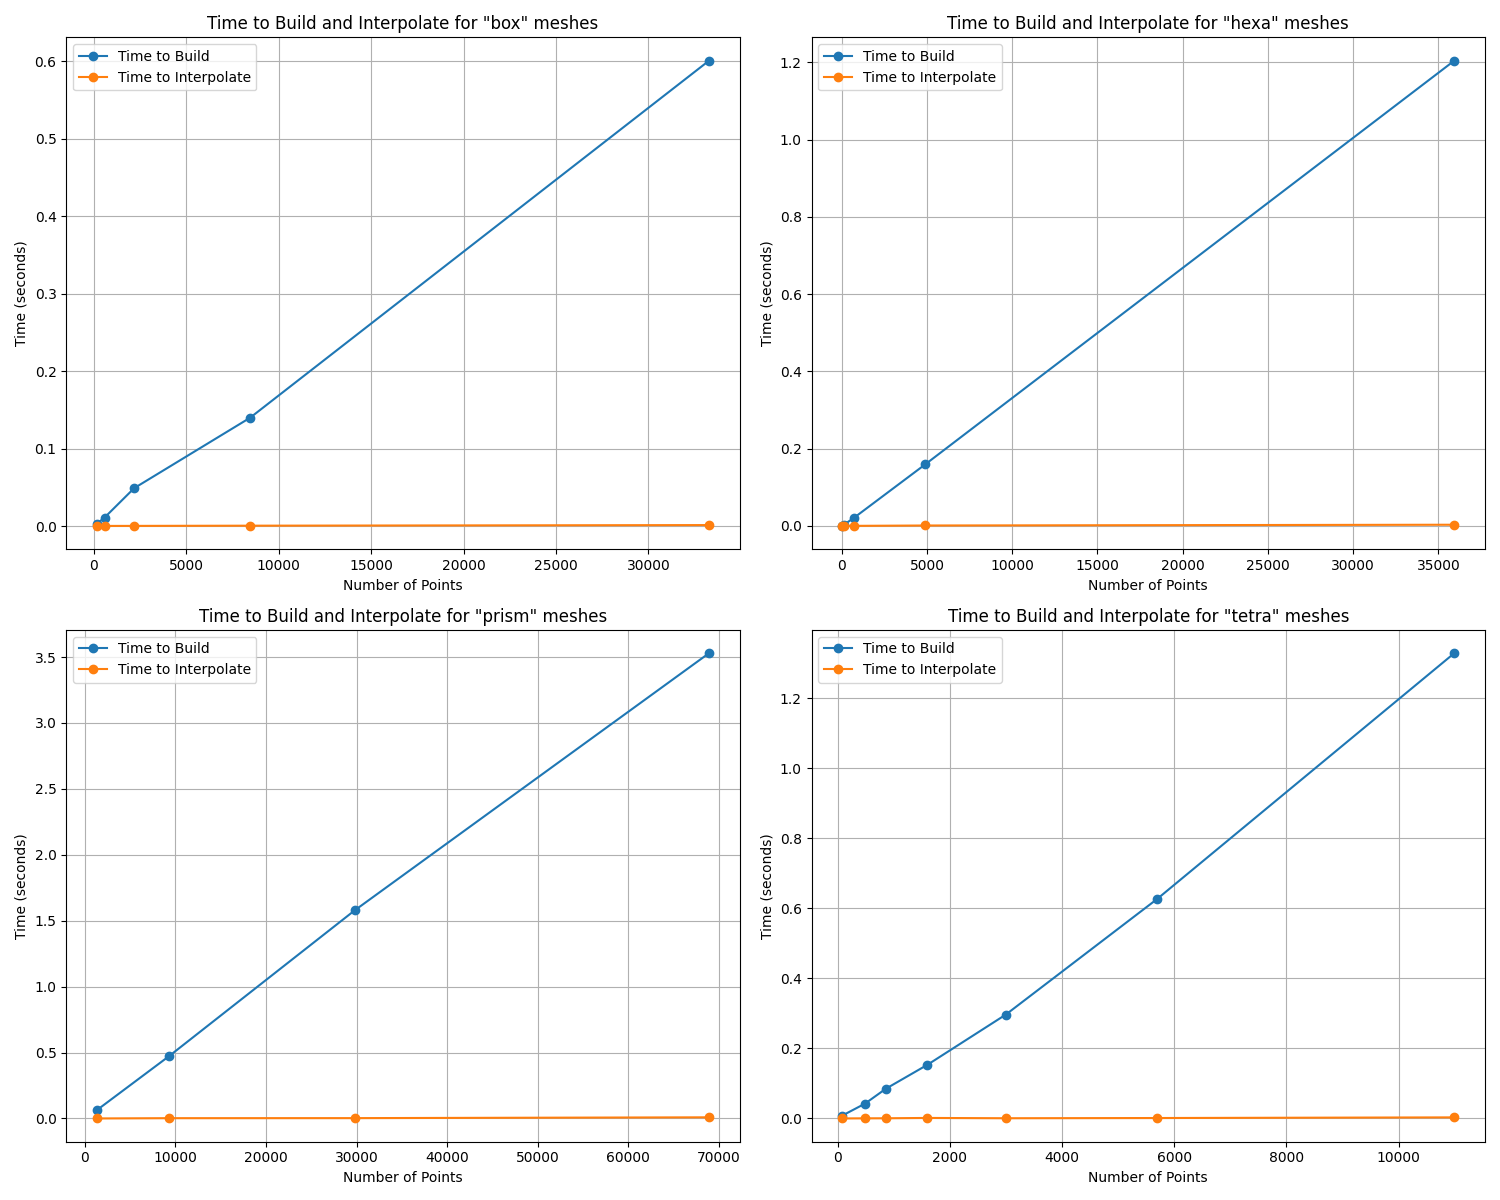 Time to Build and Interpolate for "box" meshes
Time to Build
Time to Interpolate
Time (seconds)
0.6
0.5
0.4
0.3
0.2
0.1
0.0
0 5000 10000 15000 20000 25000 30000
Number of Points
Time to Build and Interpolate for "hexa" meshes
Time to Build
Time to Interpolate
Time (seconds)
1.2
1.0
0.8
0.6
0.4
0.2
0.0
0 5000 10000 15000 20000 25000 30000 35000
Number of Points
Time to Build and Interpolate for "prism" meshes
Time to Build
Time to Interpolate
Time (seconds)
3.5
3.0
2.5
2.0
1.5
1.0
0.5
0.0
0 10000 20000 30000 40000 50000 60000 70000
Number of Points
Time to Build and Interpolate for "tetra" meshes
Time to Build
Time to Interpolate
Time (seconds)
1.2
1.0
0.8
0.6
0.4
0.2
0.0
0 2000 4000 6000 8000 10000
Number of Points